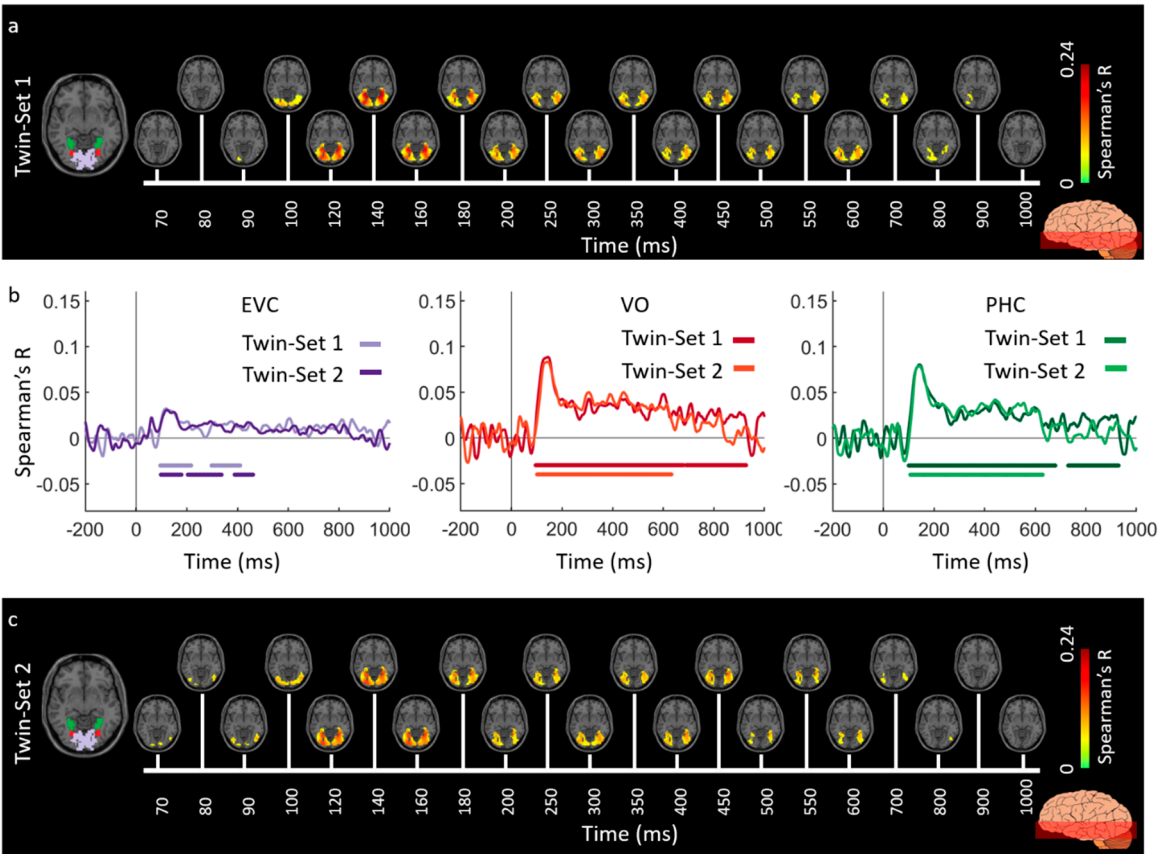 a
Twin-Set 1
70 80 90 100 120 140 160 180 200 250 300 350 400 450 500 550 600 700 800 900 1000
Time (ms)
0 0.24
Spearman's R
b
EVC
Twin-Set 1
Twin-Set 2
0.15
0.1
0.05
0
-0.05
Spearman's R
-200 0 200 400 600 800 1000
Time (ms)
VO
Twin-Set 1
Twin-Set 2
0.15
0.1
0.05
0
-0.05
-200 0 200 400 600 800 100
Time (ms)
PHC
Twin-Set 1
Twin-Set 2
0.15
0.1
0.05
0
-0.05
-200 0 200 400 600 800 1000
Time (ms)
c
Twin-Set 2
70 80 90 100 120 140 160 180 200 250 300 350 400 450 500 550 600 700 800 900 1000
Time (ms)
0 0.24
Spearman's R